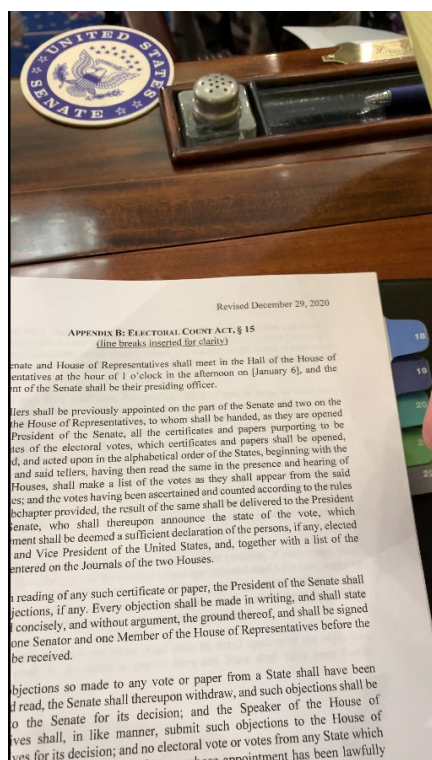 UNITED STATES
SENATE
Revised December 29, 2020
APPENDIX B: ELECTORAL COUNT ACT, § 15
(line breaks inserted for clarity)
enate and House of Representatives shall meet in the Hall of the House of
entatives at the hour of 1 o'clock in the afternoon on [January 6], and the
nt of the Senate shall be their presiding officer.
llers shall be previously appointed on the part of the Senate and two on the
the House of Representatives, to whom shall be handed, as they are opened
President of the Senate, all the certificates and papers purporting to be
tes of the electoral votes, which certificates and papers shall be opened,
d, and acted upon in the alphabetical order of the States, beginning with the
and said tellers, having then read the same in the presence and hearing of
Houses, shall make a list of the votes as they shall appear from the said
es; and the votes having been ascertained and counted according to the rules
bchapter provided, the result of the same shall be delivered to the President
enate, who shall thereupon announce the state of the vote, which
ment shall be deemed a sufficient declaration of the persons, if any, elected
and Vice President of the United States, and, together with a list of the
entered on the Journals of the two Houses.
reading of any such certificate or paper, the President of the Senate shall
jections, if any. Every objection shall be made in writing, and shall state
concisely, and without argument, the ground thereof, and shall be signed
one Senator and one Member of the House of Representatives before the
be received.
bjections so made to any vote or paper from a State shall have been
d read, the Senate shall thereupon withdraw, and such objections shall be
o the Senate for its decision; and the Speaker of the House of
ives shall, in like manner, submit such objections to the House of
ves for its decision; and no electoral vote or votes from any State which
appointment has been lawfully
18
19
20
22